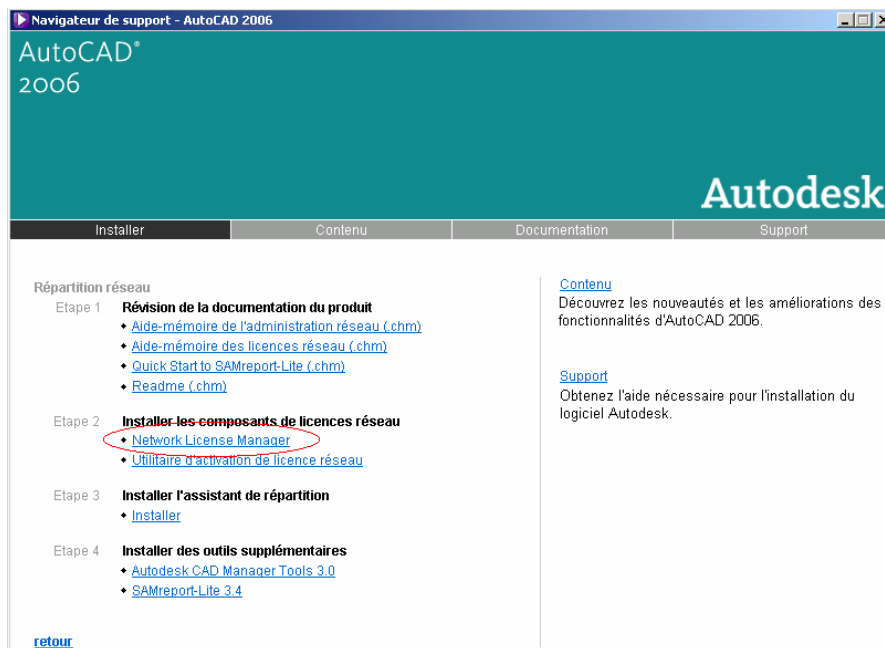 Navigateur de support - AutoCAD 2006
AutoCAD®
2006
Autodesk
Installer
Contenu
Documentation
Support
Répartition réseau
Etape 1
Révision de la documentation du produit
Aide-mémoire de l'administration réseau (.chm)
Aide-mémoire des licences réseau (.chm)
Quick Start to SAMreport-Lite (.chm)
Readme (.chm)
Etape 2
Installer les composants de licences réseau
Network License Manager
Utilitaire d'activation de licence réseau
Etape 3
Installer l'assistant de répartition
Installer
Etape 4
Installer des outils supplémentaires
Autodesk CAD Manager Tools 3.0
SAMreport-Lite 3.4
retour
Contenu
Découvrez les nouveautés et les améliorations des
fonctionnalités d'AutoCAD 2006.
Support
Obtenez l'aide nécessaire pour l'installation du
logiciel Autodesk.